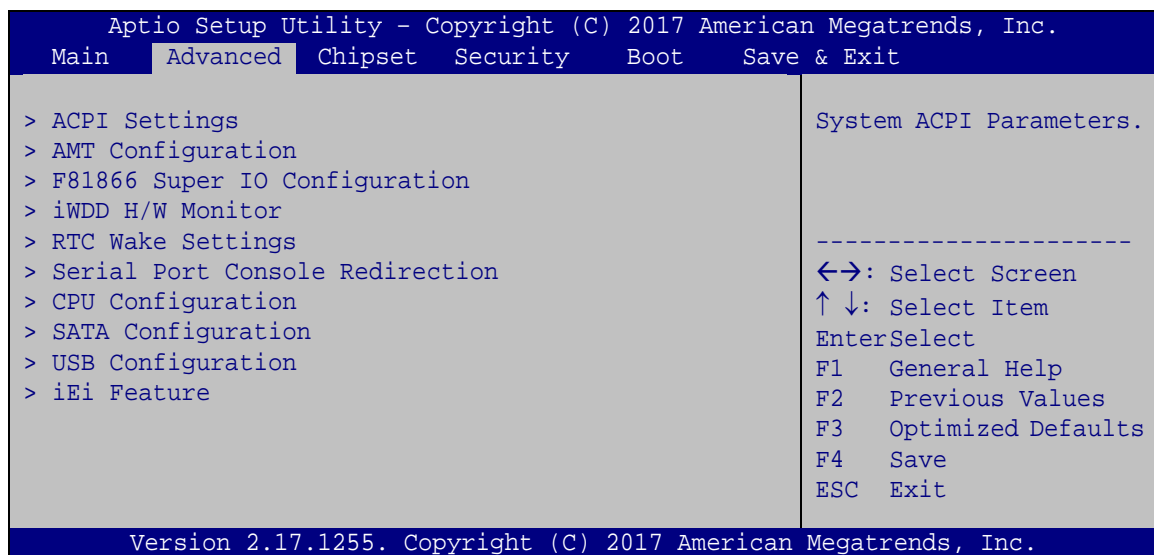 Aptio Setup Utility – Copyright (C) 2017 American Megatrends, Inc.
Main Advanced Chipset Security Boot Save & Exit
> ACPI Settings
> AMT Configuration
> F81866 Super IO Configuration
> iWDD H/W Monitor
> RTC Wake Settings
> Serial Port Console Redirection
> CPU Configuration
> SATA Configuration
> USB Configuration
> iEi Feature
System ACPI Parameters.
----------------------
←→: Select Screen
↑ ↓: Select Item
EnterSelect
F1 General Help
F2 Previous Values
F3 Optimized Defaults
F4 Save
ESC Exit
Version 2.17.1255. Copyright (C) 2017 American Megatrends, Inc.